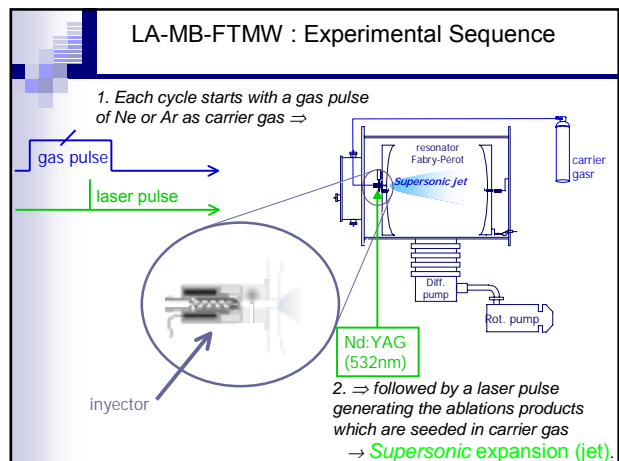 LA-MB-FTMW : Experimental Sequence
1. Each cycle starts with a gas pulse
of Ne or Ar as carrier gas ⇒
gas pulse
laser pulse
resonator
Fabry-Pérot
Supersonic jet
carrier
gasr
Diff.
pump
Rot. pump
Nd:YAG
(532nm)
inyector
2. ⇒ followed by a laser pulse
generating the ablations products
which are seeded in carrier gas
→ Supersonic expansion (jet).